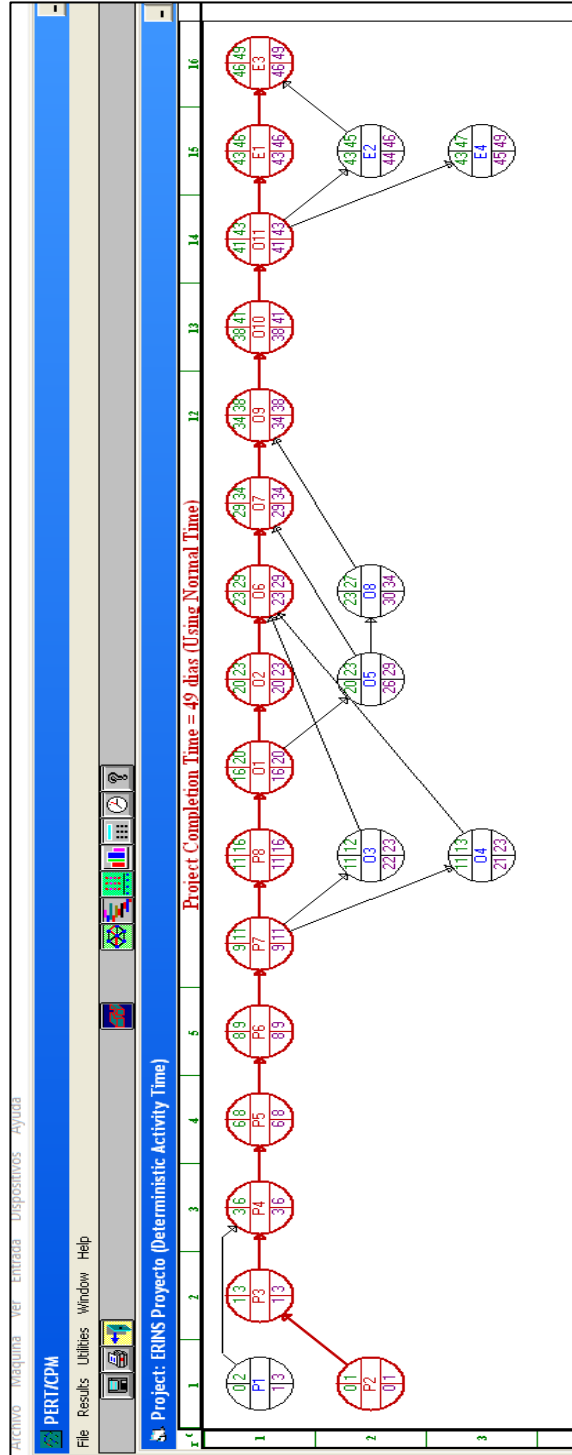 Archivo Máquina Ver Entrada Dispositivos Ayuda
PERT/CPM
File Results Utilities Window Help
Project: ERINS Proyecto (Deterministic Activity Time)
Project Completion Time = 49 dias (Using Normal Time)
r c 1 2 3 4 5 12 13 14 15 16
0 2 1 3 3 6 6 8 8 9 9 11 11 16 16 20 20 23 23 29 29 34 34 38 38 41 41 43 43 46 46 49
1 P1 P3 P4 P5 P6 P7 P8 O1 O2 O6 O7 O9 O10 O11 E1 E3
1 3 1 3 3 6 6 8 8 9 9 11 11 16 16 20 20 23 23 29 29 34 34 38 38 41 41 43 43 46 46 49
0 1 11 12 20 23 23 27 43 45
2 P2 O3 O5 O8 E2
0 1 22 23 26 29 30 34 44 46
11 13 43 47
3 O4 E4
21 23 45 49